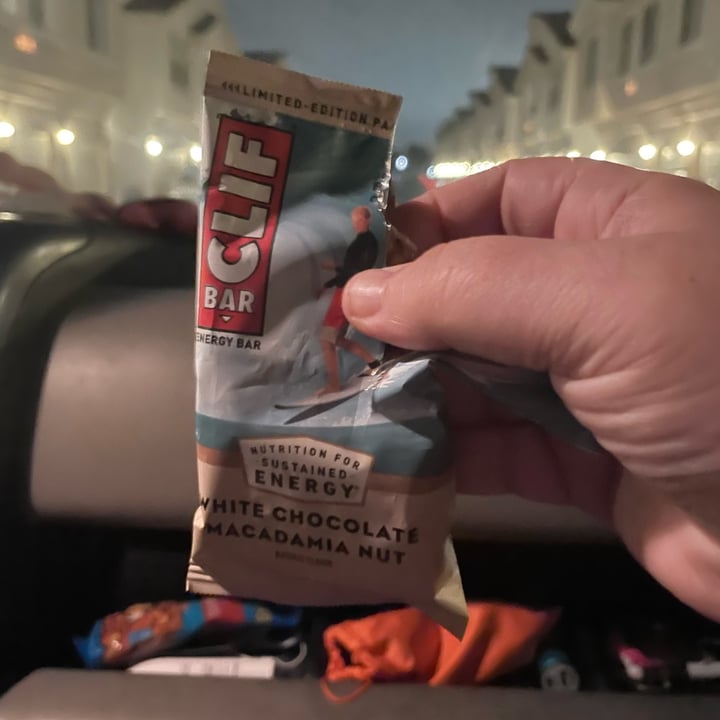 <<<LIMITED-EDITION PA
CLIF
BAR
ENERGY BAR
NUTRITION FOR
SUSTAINED
ENERGY
WHITE CHOCOLATE
MACADAMIA NUT